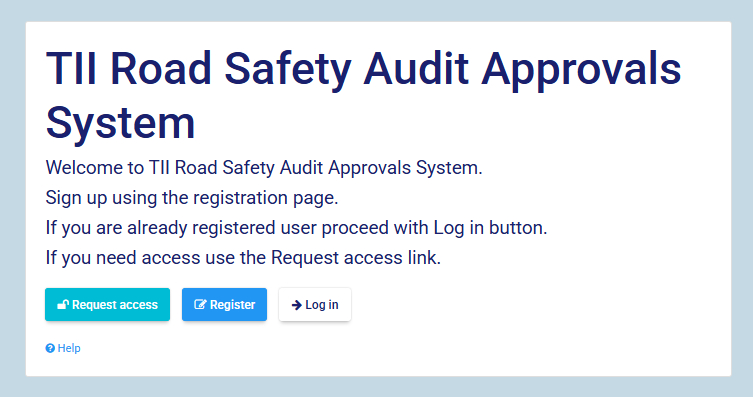 TII Road Safety Audit Approvals
System
Welcome to TII Road Safety Audit Approvals System.
Sign up using the registration page.
If you are already registered user proceed with Log in button.
If you need access use the Request access link.
Request access Register Log in
Help